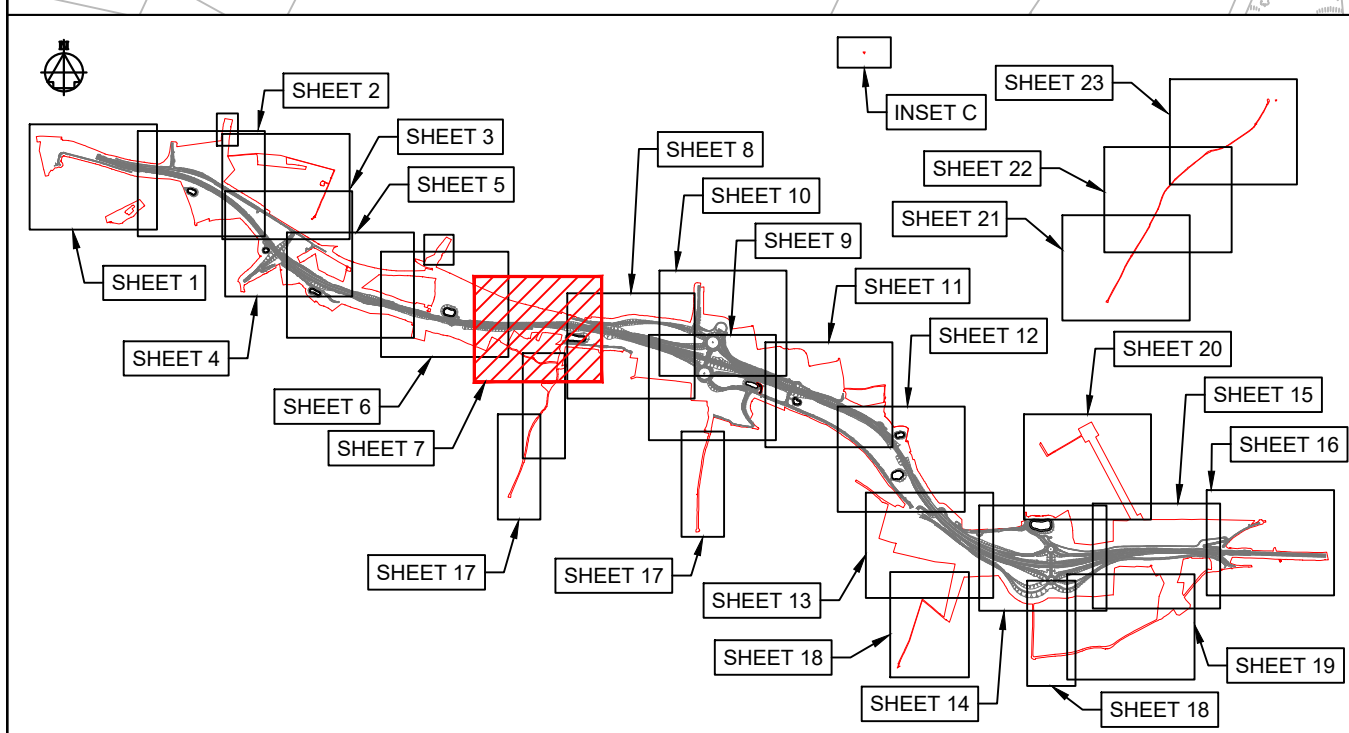 SHEET 2
INSET C
SHEET 23
SHEET 3
SHEET 8
SHEET 5
SHEET 22
SHEET 10
SHEET 21
SHEET 9
SHEET 1
SHEET 11
SHEET 12
SHEET 4
SHEET 20
SHEET 15
SHEET 6
SHEET 16
SHEET 7
SHEET 17
SHEET 17
SHEET 13
SHEET 18
SHEET 19
SHEET 14
SHEET 18